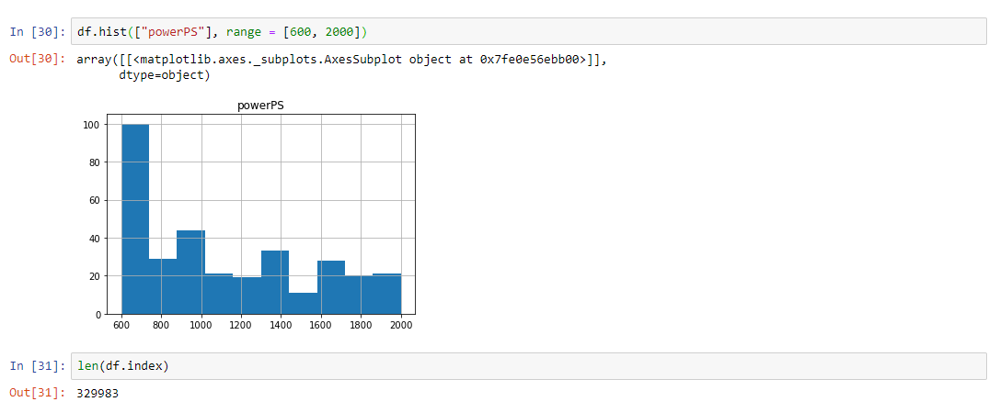 In [30]: df.hist(["powerPS"], range = [600, 2000])
Out[30]: array([[<matplotlib.axes._subplots.AxesSubplot object at 0x7fe0e56ebb00>]],
dtype=object)
powerPS
100
80
60
40
20
0
600 800 1000 1200 1400 1600 1800 2000
In [31]: len(df.index)
Out[31]: 329983